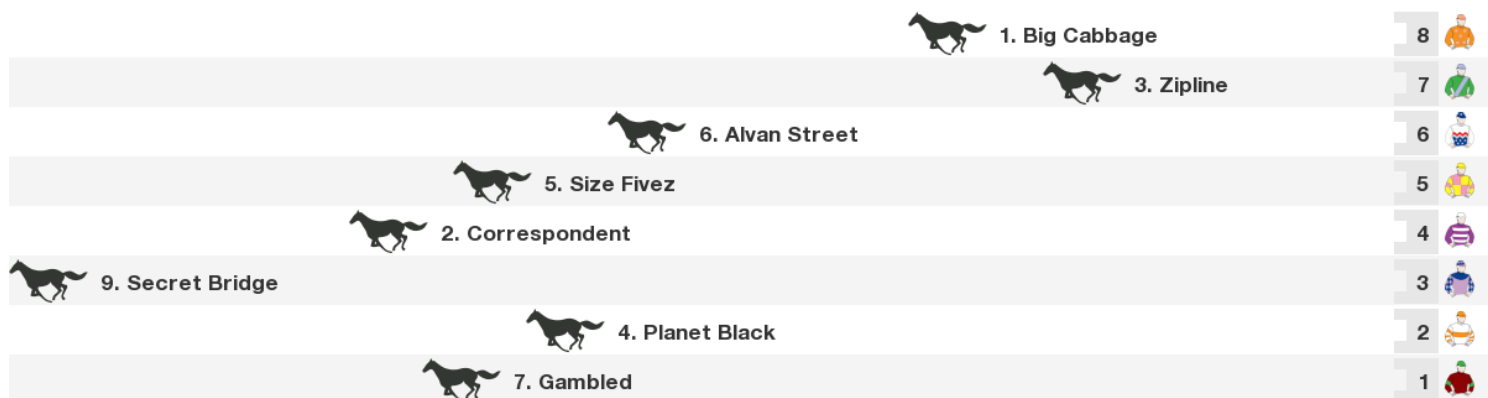 1. Big Cabbage 8
3. Zipline 7
6. Alvan Street 6
5. Size Fivez 5
2. Correspondent 4
9. Secret Bridge 3
4. Planet Black 2
7. Gambled 1